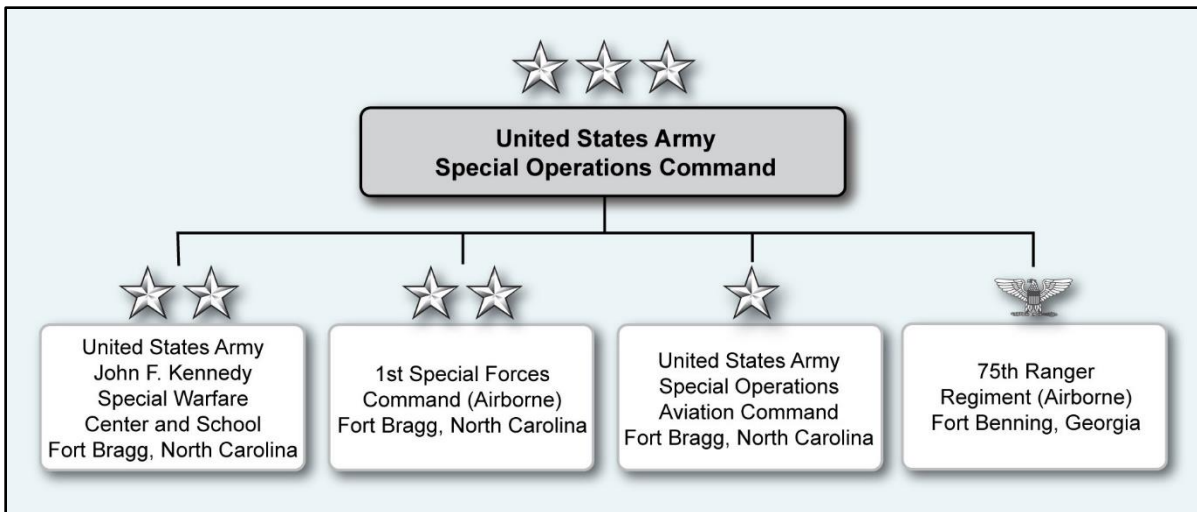 United States Army
Special Operations Command
United States Army
John F. Kennedy
Special Warfare
Center and School
Fort Bragg, North Carolina
1st Special Forces
Command (Airborne)
Fort Bragg, North Carolina
United States Army
Special Operations
Aviation Command
Fort Bragg, North Carolina
75th Ranger
Regiment (Airborne)
Fort Benning, Georgia